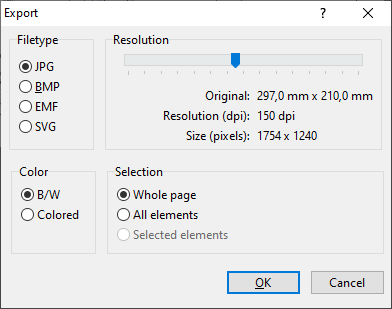 Export
Filetype
JPG
BMP
EMF
SVG
Resolution
Original: 297,0 mm x 210,0 mm
Resolution (dpi): 150 dpi
Size (pixels): 1754 x 1240
Color
B/W
Colored
Selection
Whole page
All elements
Selected elements
OK
Cancel